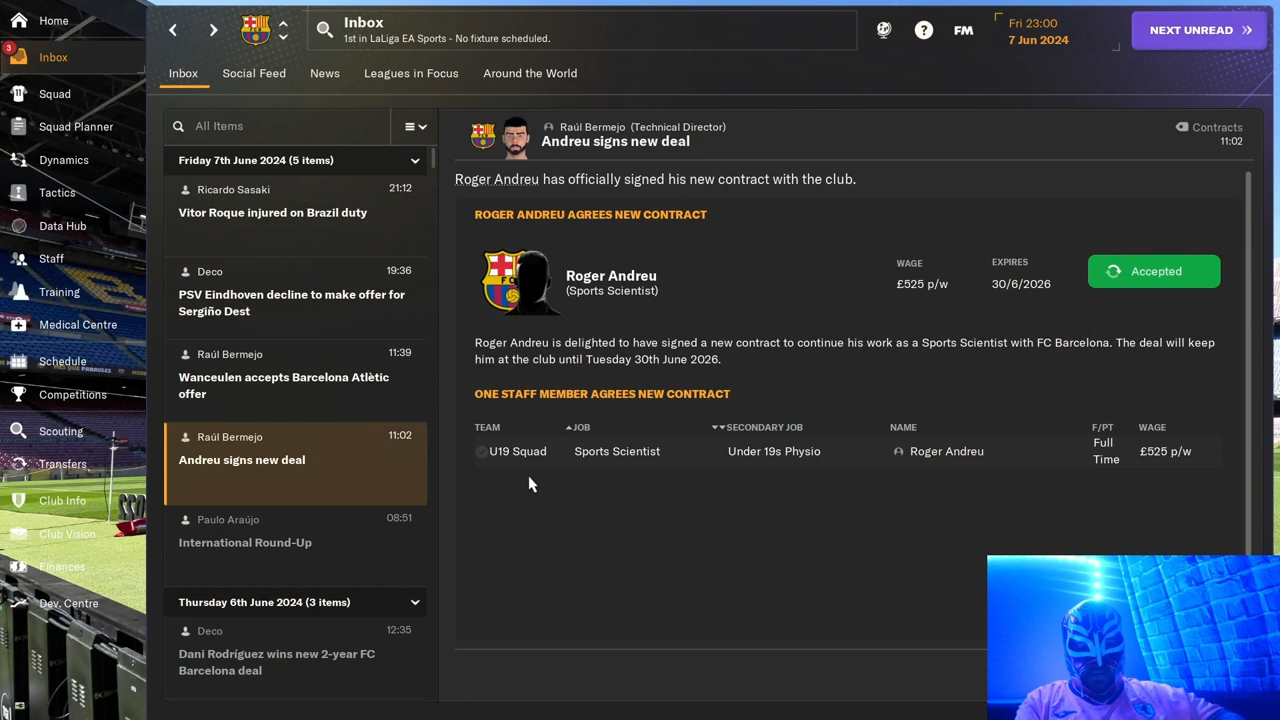 Home
3
Inbox
Squad
Squad Planner
Dynamics
Tactics
Data Hub
Staff
Training
Medical Centre
Schedule
Competitions
Scouting
Transfers
Club Info
Club Vision
Finances
Dev. Centre
Inbox
1st in LaLiga EA Sports - No fixture scheduled.
?
FM
Fri 23:00
7 Jun 2024
NEXT UNREAD
Inbox
Social Feed
News
Leagues in Focus
Around the World
All Items
Friday 7th June 2024 (5 items)
Ricardo Sasaki 21:12
Vitor Roque injured on Brazil duty
Deco 19:36
PSV Eindhoven decline to make offer for
Sergiño Dest
Raúl Bermejo 11:39
Wanceulen accepts Barcelona Atlètic
offer
Raúl Bermejo 11:02
Andreu signs new deal
Paulo Araújo 08:51
International Round-Up
Thursday 6th June 2024 (3 items)
Deco 12:35
Dani Rodríguez wins new 2-year FC
Barcelona deal
Raúl Bermejo (Technical Director)
Andreu signs new deal
Contracts
11:02
Roger Andreu has officially signed his new contract with the club.
ROGER ANDREU AGREES NEW CONTRACT
Roger Andreu
(Sports Scientist)
WAGE
£525 p/w
EXPIRES
30/6/2026
Accepted
Roger Andreu is delighted to have signed a new contract to continue his work as a Sports Scientist with FC Barcelona. The deal will keep
him at the club until Tuesday 30th June 2026.
ONE STAFF MEMBER AGREES NEW CONTRACT
TEAM JOB SECONDARY JOB NAME F/PT WAGE
U19 Squad Sports Scientist Under 19s Physio Roger Andreu Full Time £525 p/w